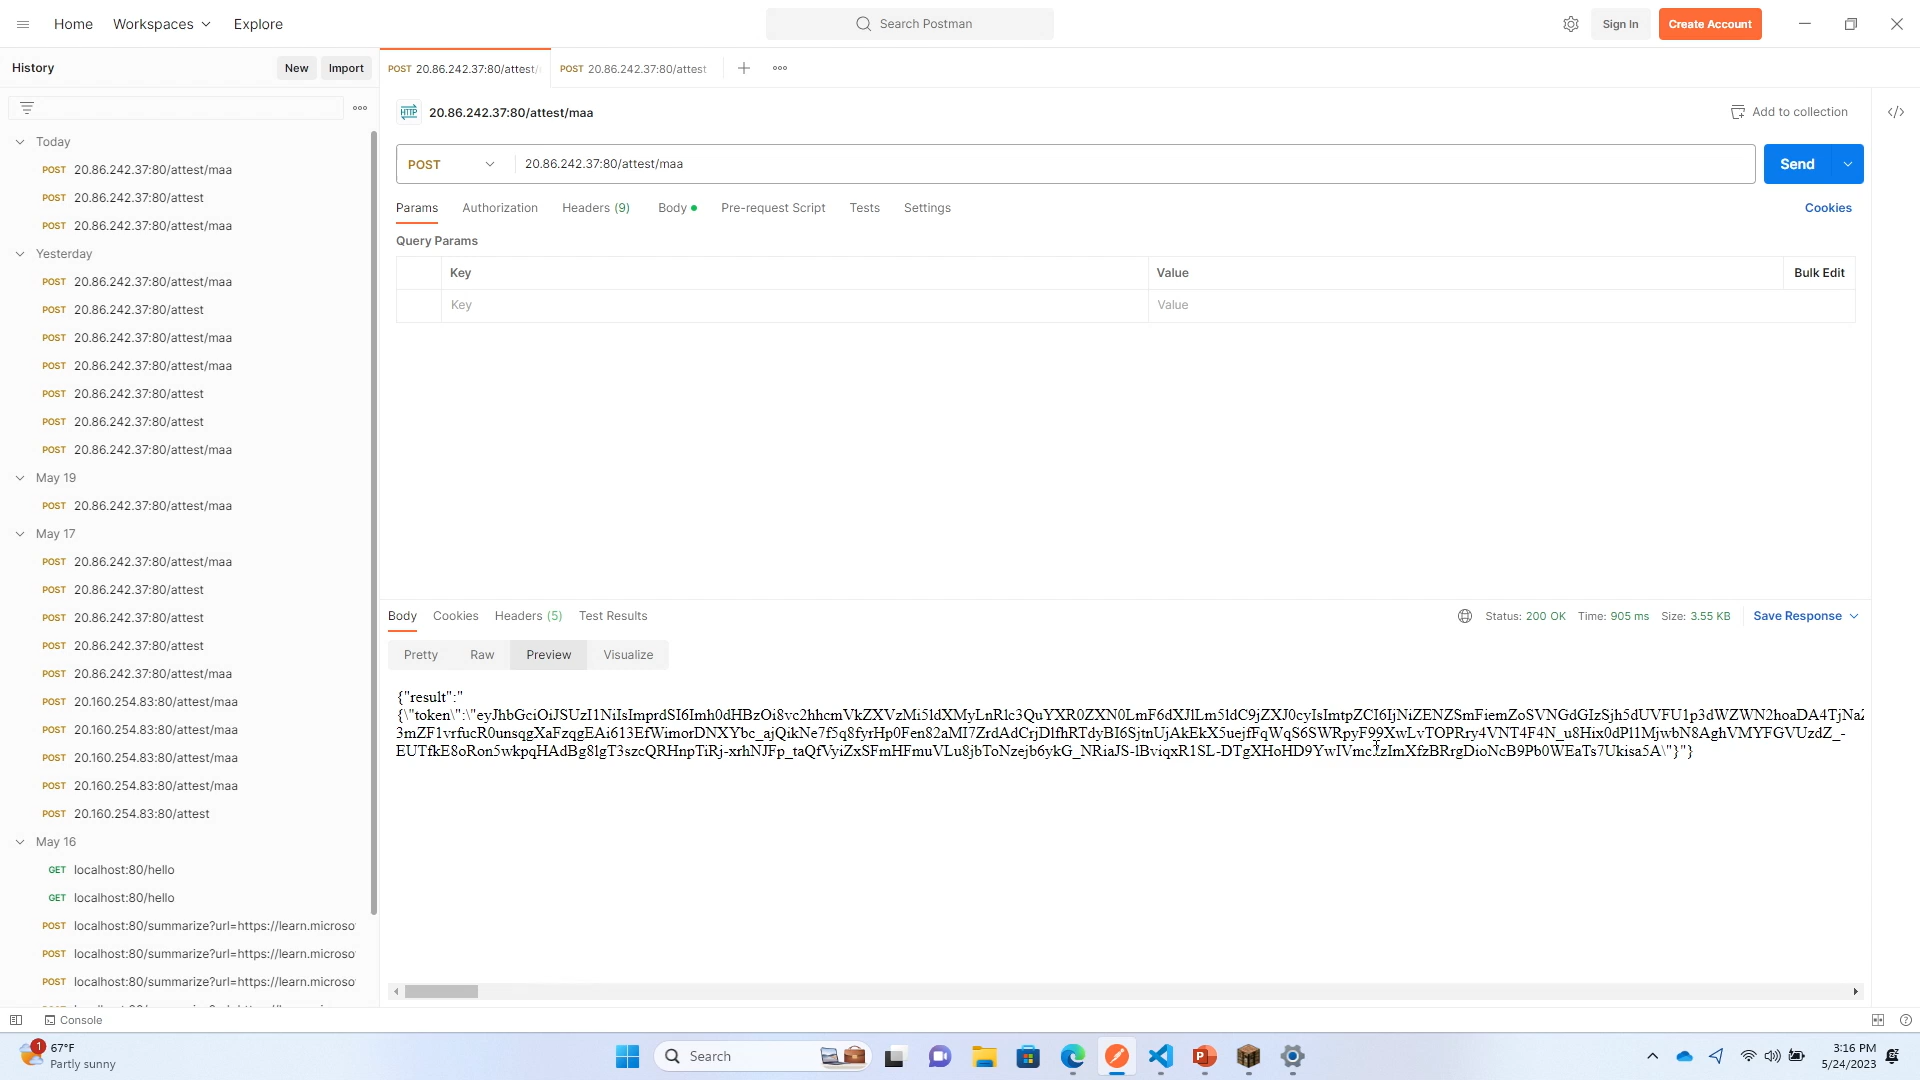 Home
Workspaces
Explore
Search Postman
Sign In
Create Account
History
New
Import
POST 20.86.242.37:80/attest/
POST 20.86.242.37:80/attest
HTTP
20.86.242.37:80/attest/maa
Add to collection
POST
20.86.242.37:80/attest/maa
Send
Params
Authorization
Headers (9)
Body
Pre-request Script
Tests
Settings
Cookies
Query Params
Key
Value
Bulk Edit
Key
Value
Today
POST 20.86.242.37:80/attest/maa
POST 20.86.242.37:80/attest
POST 20.86.242.37:80/attest/maa
Yesterday
POST 20.86.242.37:80/attest/maa
POST 20.86.242.37:80/attest
POST 20.86.242.37:80/attest/maa
POST 20.86.242.37:80/attest/maa
POST 20.86.242.37:80/attest
POST 20.86.242.37:80/attest
POST 20.86.242.37:80/attest/maa
May 19
POST 20.86.242.37:80/attest/maa
May 17
POST 20.86.242.37:80/attest/maa
POST 20.86.242.37:80/attest
POST 20.86.242.37:80/attest
POST 20.86.242.37:80/attest
POST 20.86.242.37:80/attest/maa
POST 20.160.254.83:80/attest/maa
POST 20.160.254.83:80/attest
POST 20.160.254.83:80/attest/maa
POST 20.160.254.83:80/attest/maa
POST 20.160.254.83:80/attest
May 16
GET localhost:80/hello
GET localhost:80/hello
POST localhost:80/summarize?url=https://learn.microso
POST localhost:80/summarize?url=https://learn.microso
POST localhost:80/summarize?url=https://learn.microso
Body
Cookies
Headers (5)
Test Results
Status: 200 OK
Time: 905 ms
Size: 3.55 KB
Save Response
Pretty
Raw
Preview
Visualize
{"result":"
{\"token\":\"
\"}"}
Console
1
67°F
Partly sunny
Search
3:16 PM
5/24/2023